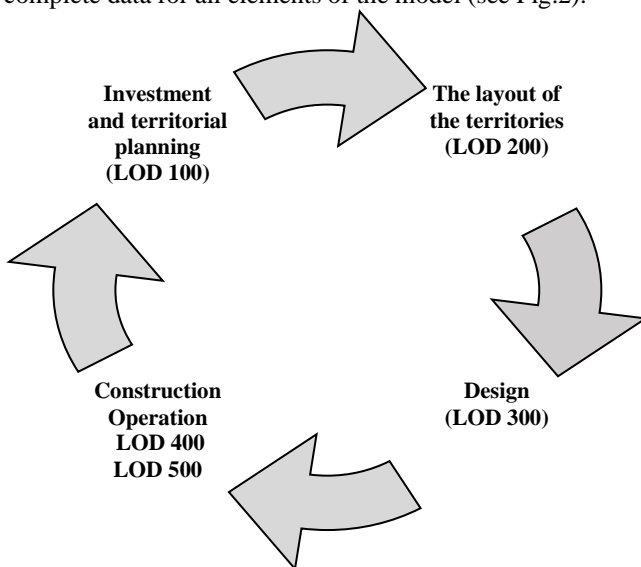 complete data for all elements of the model (see Fig.2).
Investment
and territorial
planning
(LOD 100)
The layout of
the territories
(LOD 200)
Design
(LOD 300)
Construction
Operation
LOD 400
LOD 500